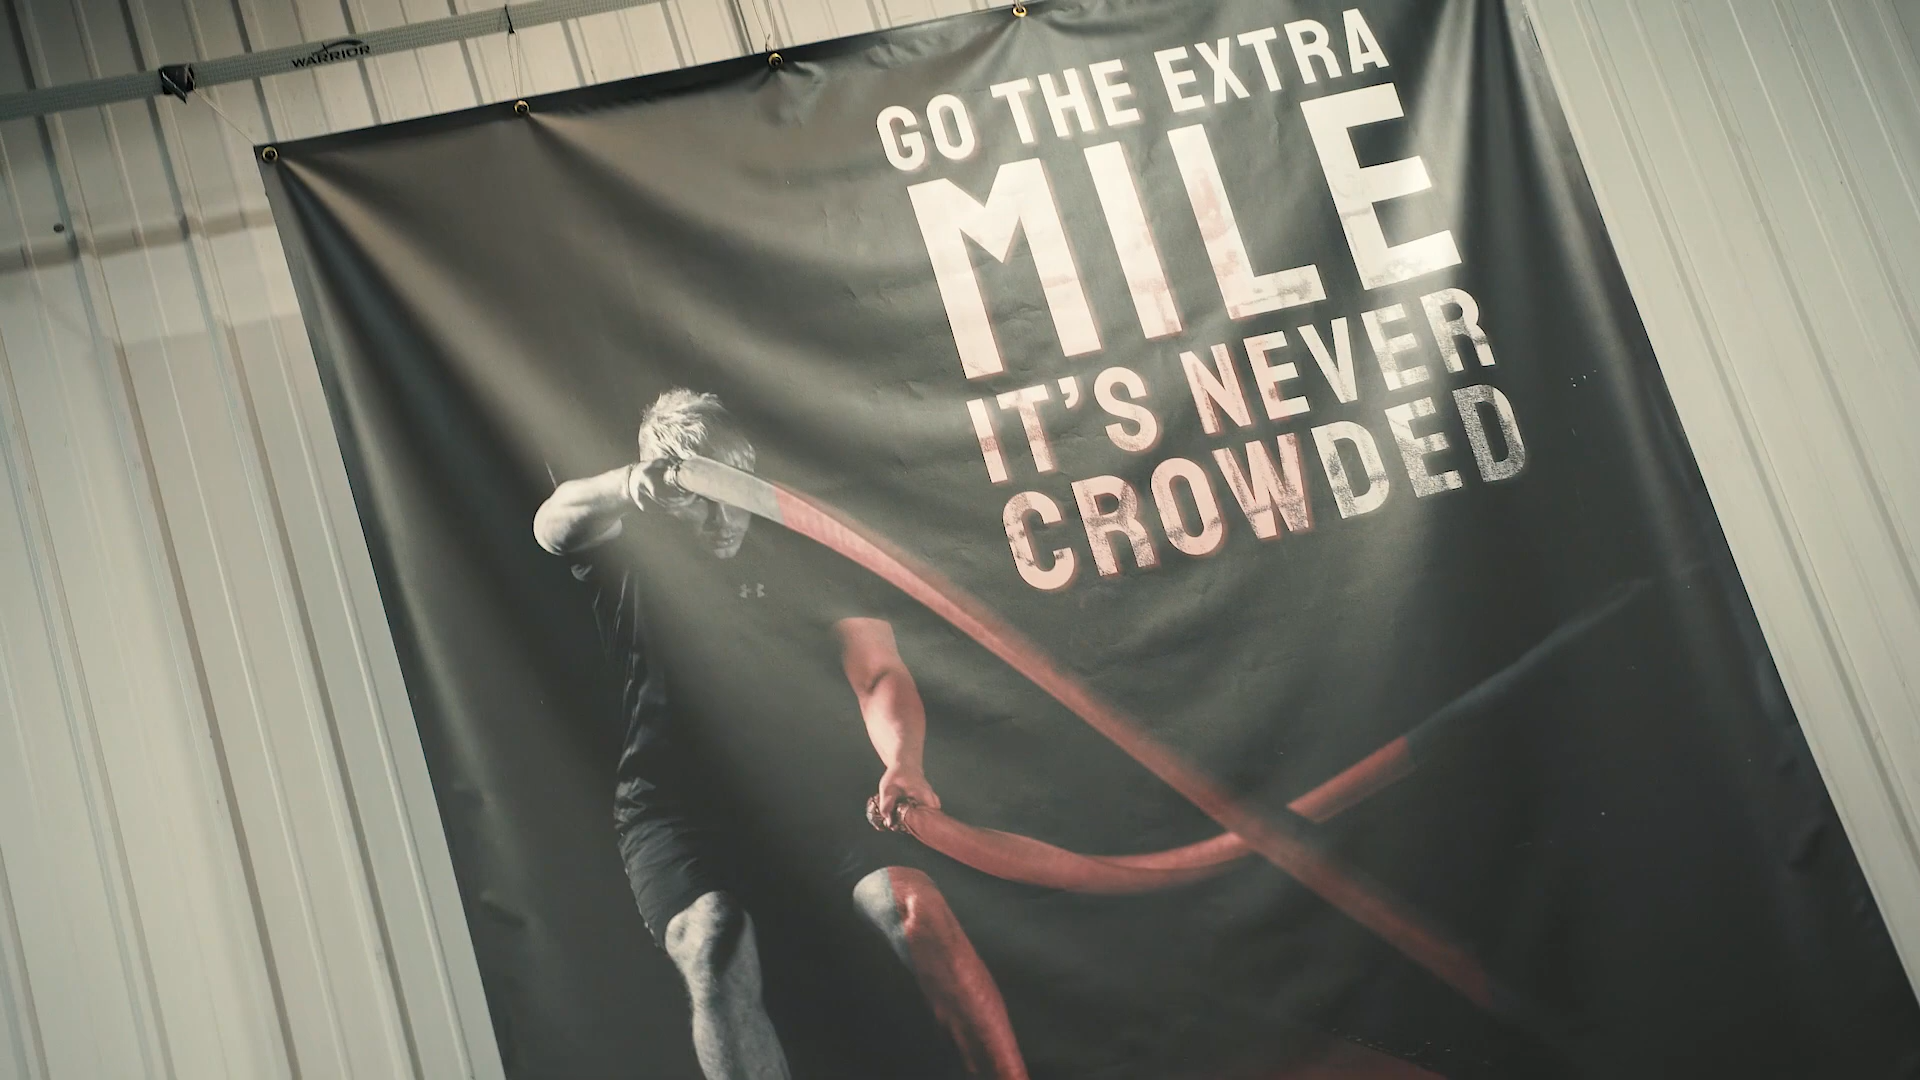 WARRIOR
GO THE EXTRA
MILE
IT'S NEVER
CROWDED